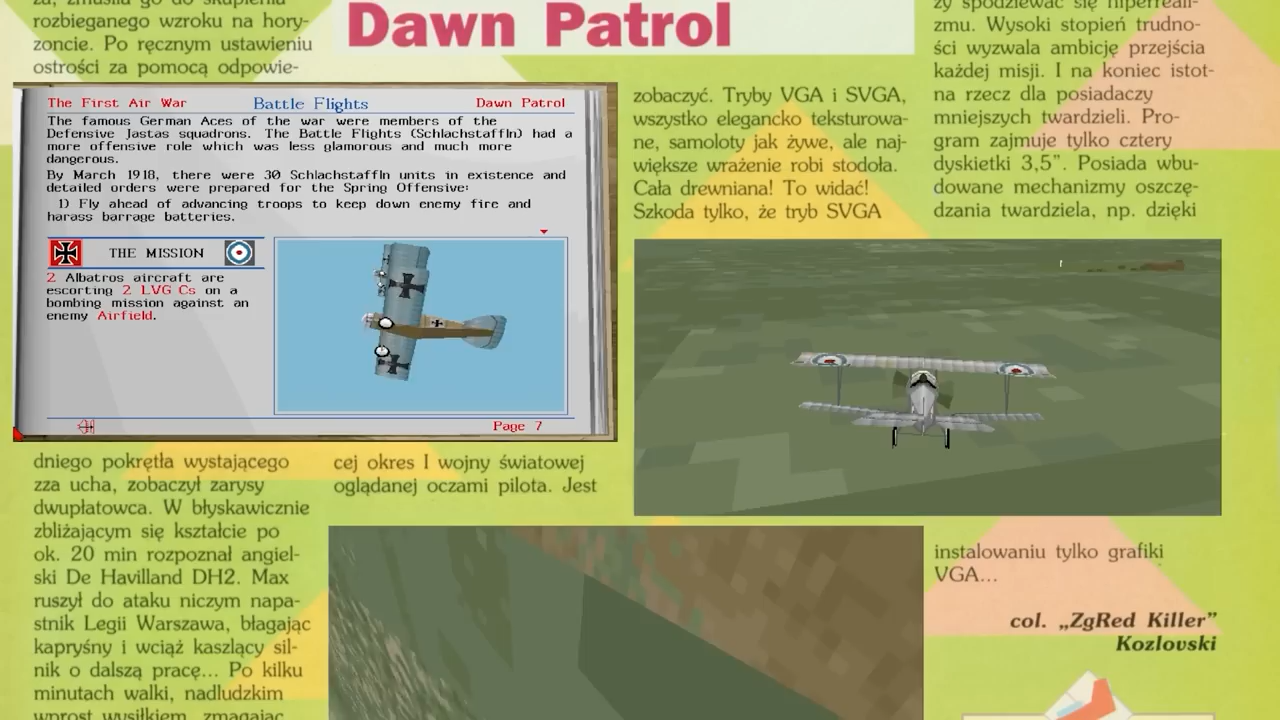 za, zmusiła go do skupienia
rozbieganego wzroku na hory-
zoncie. Po ręcznym ustawieniu
ostrości za pomocą odpowie-
Dawn Patrol
The First Air War
Battle Flights
Dawn Patrol
The famous German Aces of the war were members of the
Defensive Jastas squadrons. The Battle Flights (Schlachstaffln) had a
more offensive role which was less glamorous and much more
dangerous.
By March 1918, there were 30 Schlachstaffln units in existence and
detailed orders were prepared for the Spring Offensive:
1) Fly ahead of advancing troops to keep down enemy fire and
harass barrage batteries.
THE MISSION
2 Albatros aircraft are
escorting 2 LVG Cs on a
bombing mission against an
enemy Airfield.
Page 7
dniego pokrętła wystającego
zza ucha, zobaczył zarysy
dwupłatowca. W błyskawicznie
zbliżającym się kształcie po
ok. 20 min rozpoznał angiel-
ski De Havilland DH2. Max
ruszył do ataku niczym napa-
stnik Legii Warszawa, błagając
kapryśny i wciąż kaszlący sil-
nik o dalszą pracę... Po kilku
minutach walki, nadludzkim
wprost wysiłkiem, zmagając
cej okres I wojny światowej
oglądanej oczami pilota. Jest
zobaczyć. Tryby VGA i SVGA,
wszystko elegancko teksturowa-
ne, samoloty jak żywe, ale naj-
większe wrażenie robi stodoła.
Cała drewniana! To widać!
Szkoda tylko, że tryb SVGA
zy spodziewać się hiperreali-
zmu. Wysoki stopień trudno-
ści wyzwala ambicję przejścia
każdej misji. I na koniec istot-
na rzecz dla posiadaczy
mniejszych twardzieli. Pro-
gram zajmuje tylko cztery
dyskietki 3,5”. Posiada wbu-
dowane mechanizmy oszczę-
dzania twardziela, np. dzięki
instalowaniu tylko grafiki
VGA...
col. „ZgRed Killer”
Kozlovski